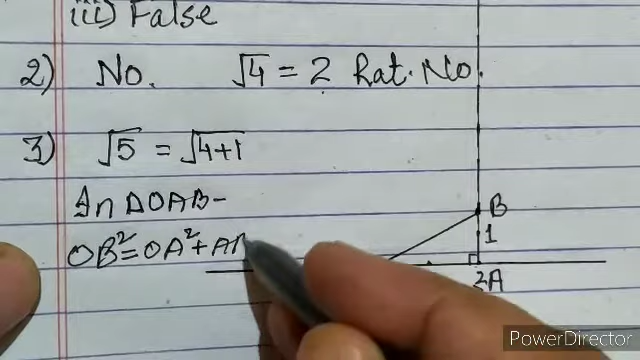 iii) False
2) No. √4 = 2 Rat. No.
3) √5 = √4+1
In ΔOAB-
OB²=OA²+AB
B
1
2A
PowerDirector